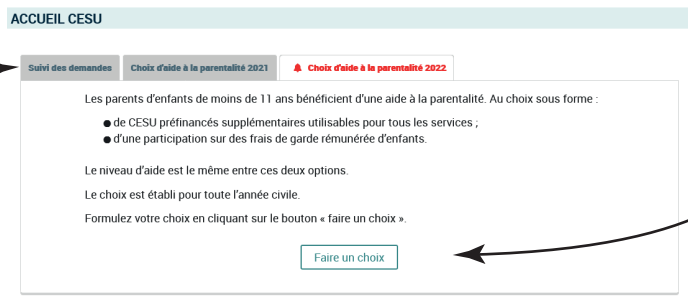 ACCUEIL CESU
Suivi des demandes Choix d'aide à la parentalité 2021 Choix d'aide à la parentalité 2022
Les parents d'enfants de moins de 11 ans bénéficient d'une aide à la parentalité. Au choix sous forme :
● de CESU préfinancés supplémentaires utilisables pour tous les services ;
● d'une participation sur des frais de garde rémunérée d'enfants.
Le niveau d'aide est le même entre ces deux options.
Le choix est établi pour toute l'année civile.
Formulez votre choix en cliquant sur le bouton « faire un choix ».
Faire un choix